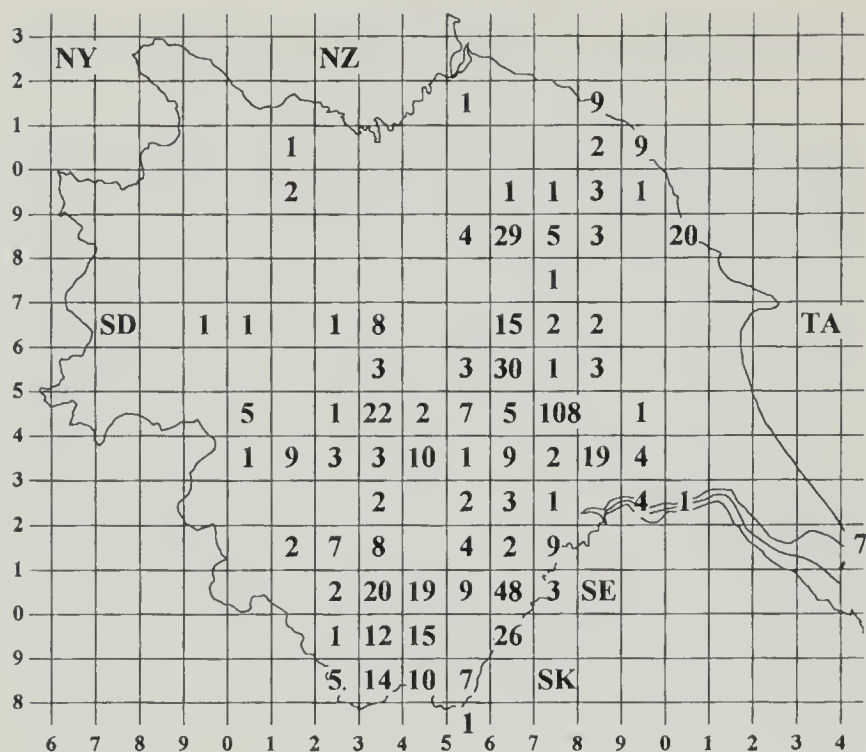 3 NY NZ
2
1 9
1
1 2 9
0
2 1 1 3 1
9
4 29 5 3 20
8
1
7
SD 1 1 1 8 15 2 2 TA
6
3 3 30 1 3
5
5 1 22 2 7 5 108 1
4
1 9 3 3 10 1 9 2 19 4
3
2 2 3 1 4 1
2
2 7 8 4 2 9 7
1
2 20 19 9 48 3 SE
0
1 12 15 26
9
5 14 10 7 SK
8
1
6 7 8 9 0 1 2 3 4 5 6 7 8 9 0 1 2 3 4